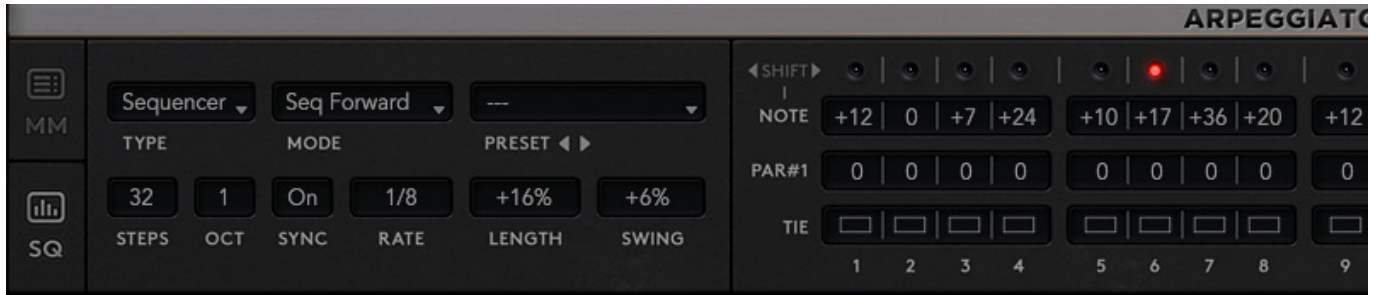 ARPEGGIATO
SHIFT
MM
Sequencer Seq Forward ---
TYPE MODE PRESET
NOTE +12 0 +7 +24 +10 +17 +36 +20 +12
PAR#1 0 0 0 0 0 0 0 0 0
32 1 On 1/8 +16% +6%
STEPS OCT SYNC RATE LENGTH SWING
TIE
SQ
1 2 3 4 5 6 7 8 9